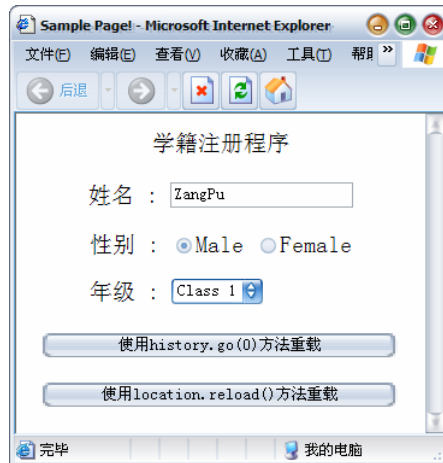 Sample Page! - Microsoft Internet Explorer
文件(F) 编辑(E) 查看(V) 收藏(A) 工具(T) 帮 »
后退
学籍注册程序
姓名 : ZangPu
性别 : Male Female
年级 : Class 1
使用history.go(0)方法重载
使用location.reload()方法重载
完毕 我的电脑